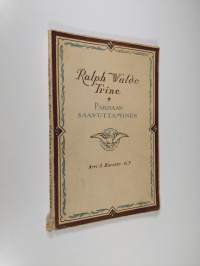 Ralph Waldo
Trine
PARHAAN
SAAVUTTAMINEN